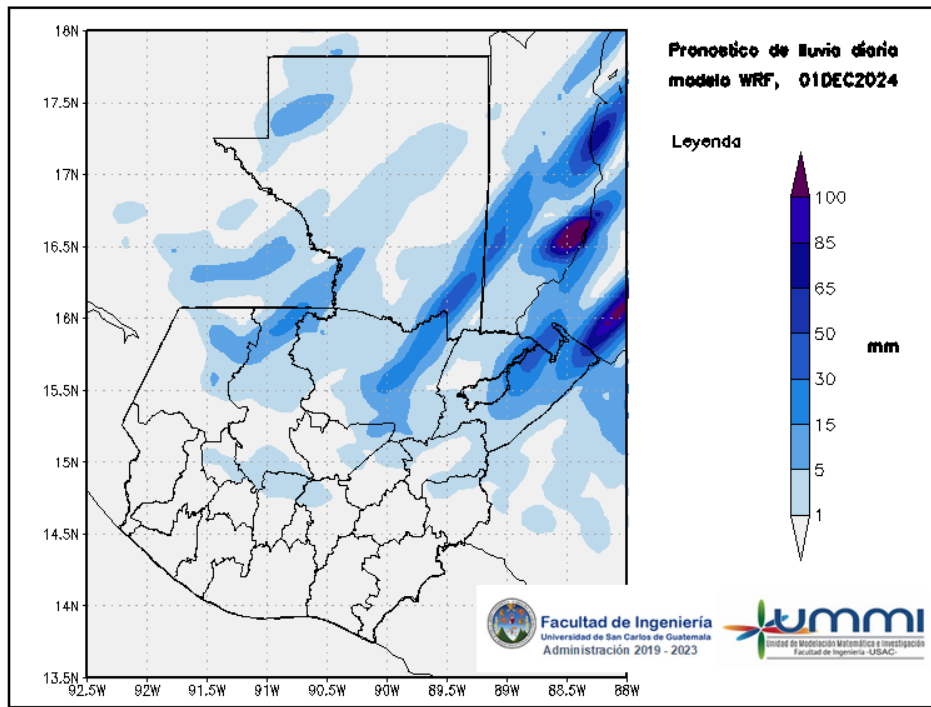 Pronostico de lluvia diaria
modelo WRF, 01DEC2024
Leyenda
18N
17.5N
17N
16.5N
16N
15.5N
15N
14.5N
14N
13.5N
92.5W
92W
91.5W
91W
90.5W
90W
89.5W
89W
88.5W
88W
100
85
65
50
30
15
5
1
mm
Facultad de Ingeniería
Universidad de San Carlos de Guatemala
Administración 2019 - 2023
ummi
Unidad de Modelación Matemática e Investigación
Facultad de Ingeniería -USAC-